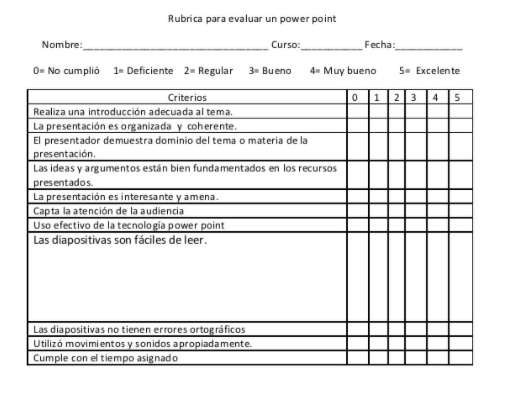 Rubrica para evaluar un power point
Nombre:________________________________ Curso:___________ Fecha:____________
0= No cumplió 1= Deficiente 2= Regular 3= Bueno 4= Muy bueno 5= Excelente
Criterios 0 1 2 3 4 5
Realiza una introducción adecuada al tema.
La presentación es organizada y coherente.
El presentador demuestra dominio del tema o materia de la
presentación.
Las ideas y argumentos están bien fundamentados en los recursos
presentados.
La presentación es interesante y amena.
Capta la atención de la audiencia
Uso efectivo de la tecnología power point
Las diapositivas son fáciles de leer.
Las diapositivas no tienen errores ortográficos
Utilizó movimientos y sonidos apropiadamente.
Cumple con el tiempo asignado